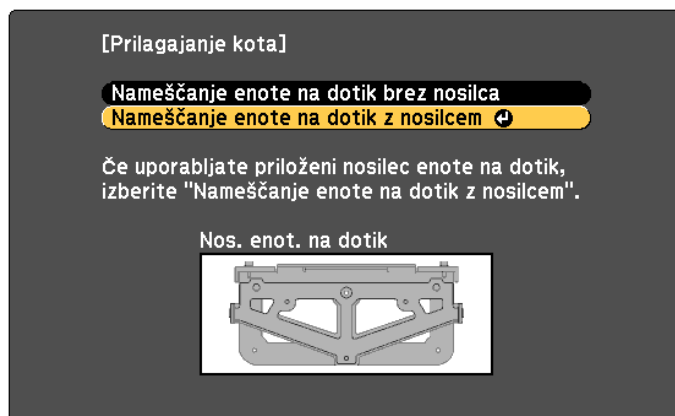 [Prilagajanje kota]
Nameščanje enote na dotik brez nosilca
Nameščanje enote na dotik z nosilcem
Če uporabljate priloženi nosilec enote na dotik,
izberite "Nameščanje enote na dotik z nosilcem".
Nos. enot. na dotik